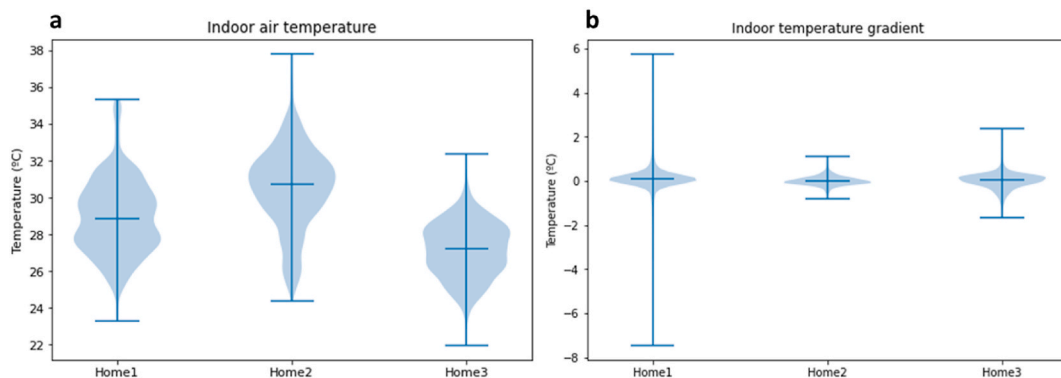 a
Indoor air temperature
Temperature (ºC)
38
36
34
32
30
28
26
24
22
Home1 Home2 Home3
b
Indoor temperature gradient
Temperature (ºC)
6
4
2
0
−2
−4
−6
−8
Home1 Home2 Home3